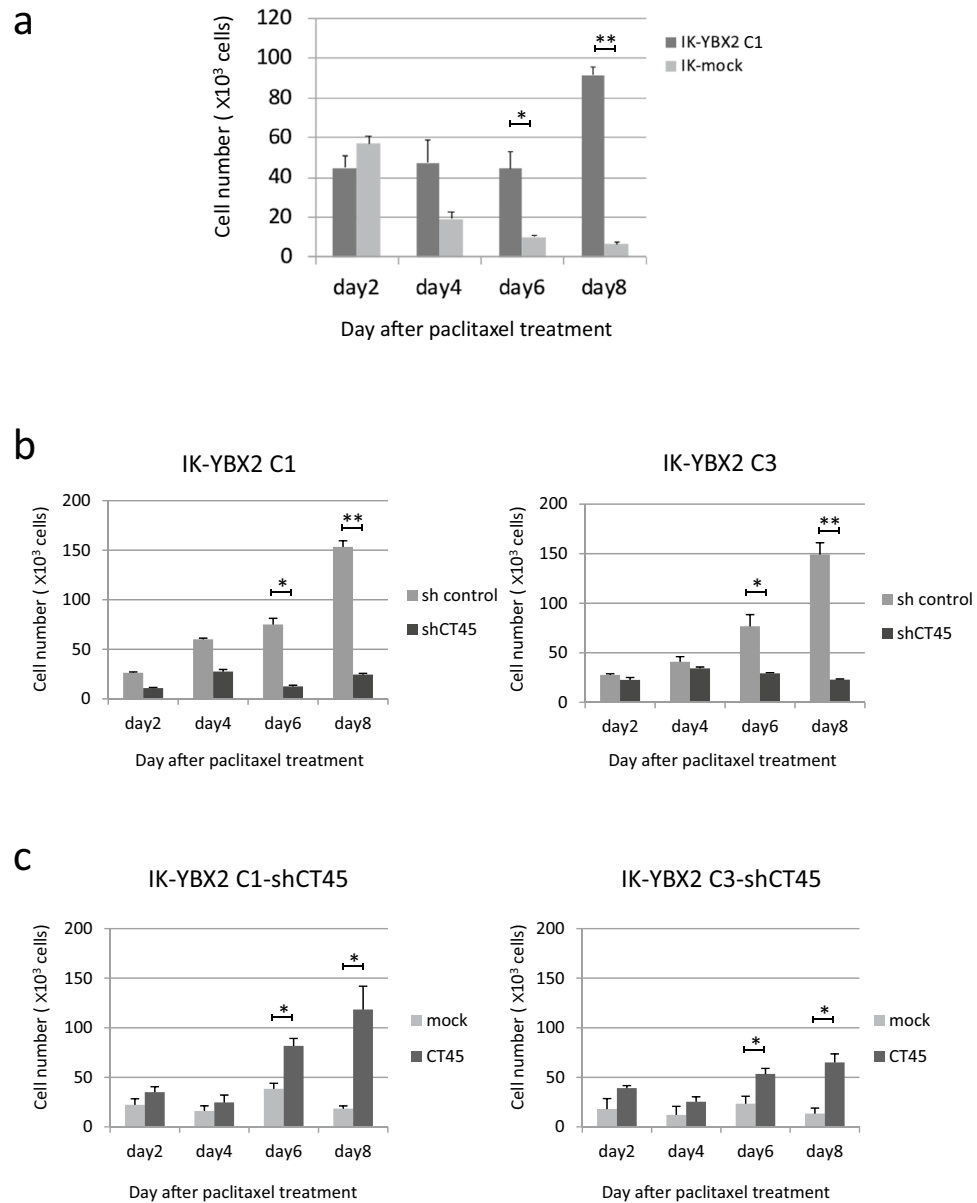 a
120
100
80
60
40
20
0
Cell number ( X10³ cells)
**
*
IK-YBX2 C1
IK-mock
day2 day4 day6 day8
Day after paclitaxel treatment
b
IK-YBX2 C1
200
150
100
50
0
Cell number ( X10³ cells)
**
*
sh control
shCT45
day2 day4 day6 day8
Day after paclitaxel treatment
IK-YBX2 C3
200
150
100
50
0
Cell number ( X10³ cells)
**
*
sh control
shCT45
day2 day4 day6 day8
Day after paclitaxel treatment
c
IK-YBX2 C1-shCT45
200
150
100
50
0
Cell number ( X10³ cells)
*
*
mock
CT45
day2 day4 day6 day8
Day after paclitaxel treatment
IK-YBX2 C3-shCT45
200
150
100
50
0
Cell number ( X10³ cells)
*
*
mock
CT45
day2 day4 day6 day8
Day after paclitaxel treatment